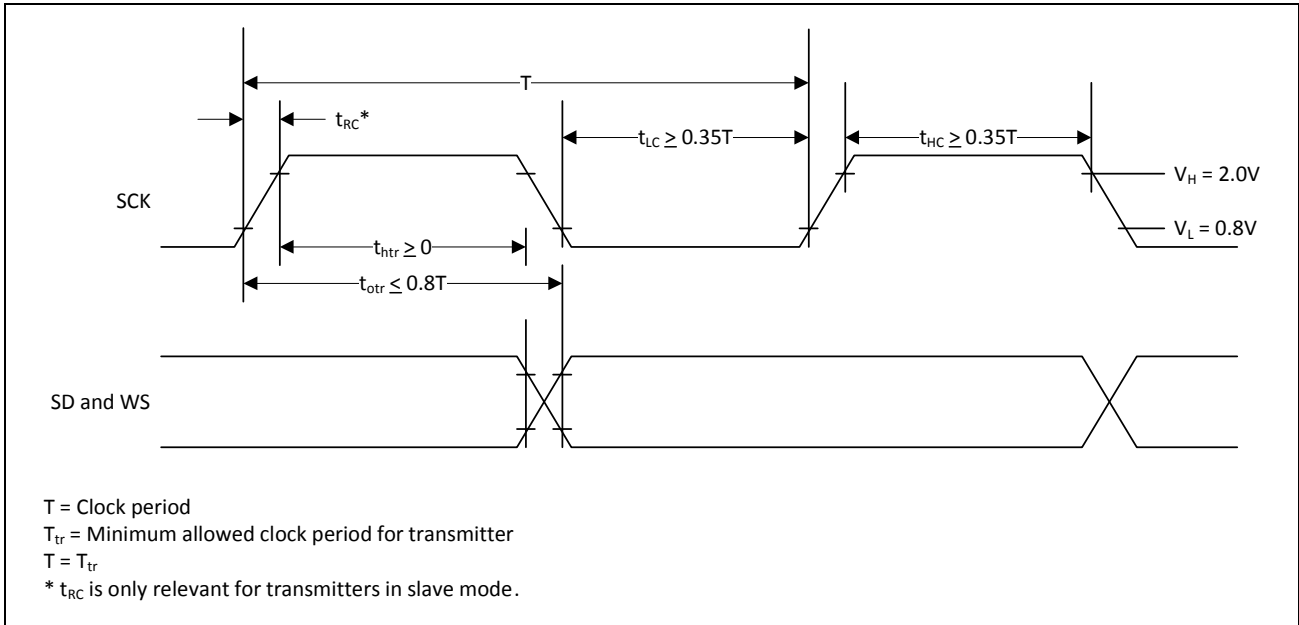 T
t_RC*
t_LC ≥ 0.35T
t_HC ≥ 0.35T
V_H = 2.0V
SCK
V_L = 0.8V
t_htr ≥ 0
t_otr ≤ 0.8T
SD and WS
T = Clock period
T_tr = Minimum allowed clock period for transmitter
T = T_tr
* t_RC is only relevant for transmitters in slave mode.